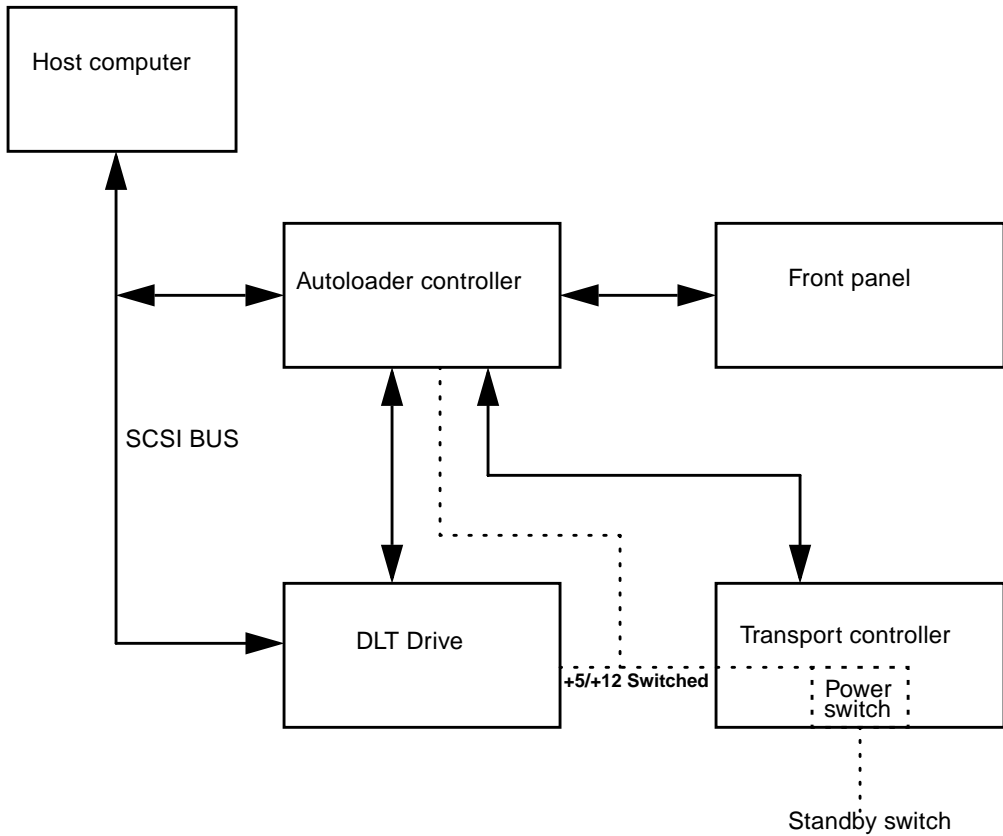 Host computer
Autoloader controller
Front panel
SCSI BUS
DLT Drive
Transport controller
+5/+12 Switched
Power
switch
Standby switch